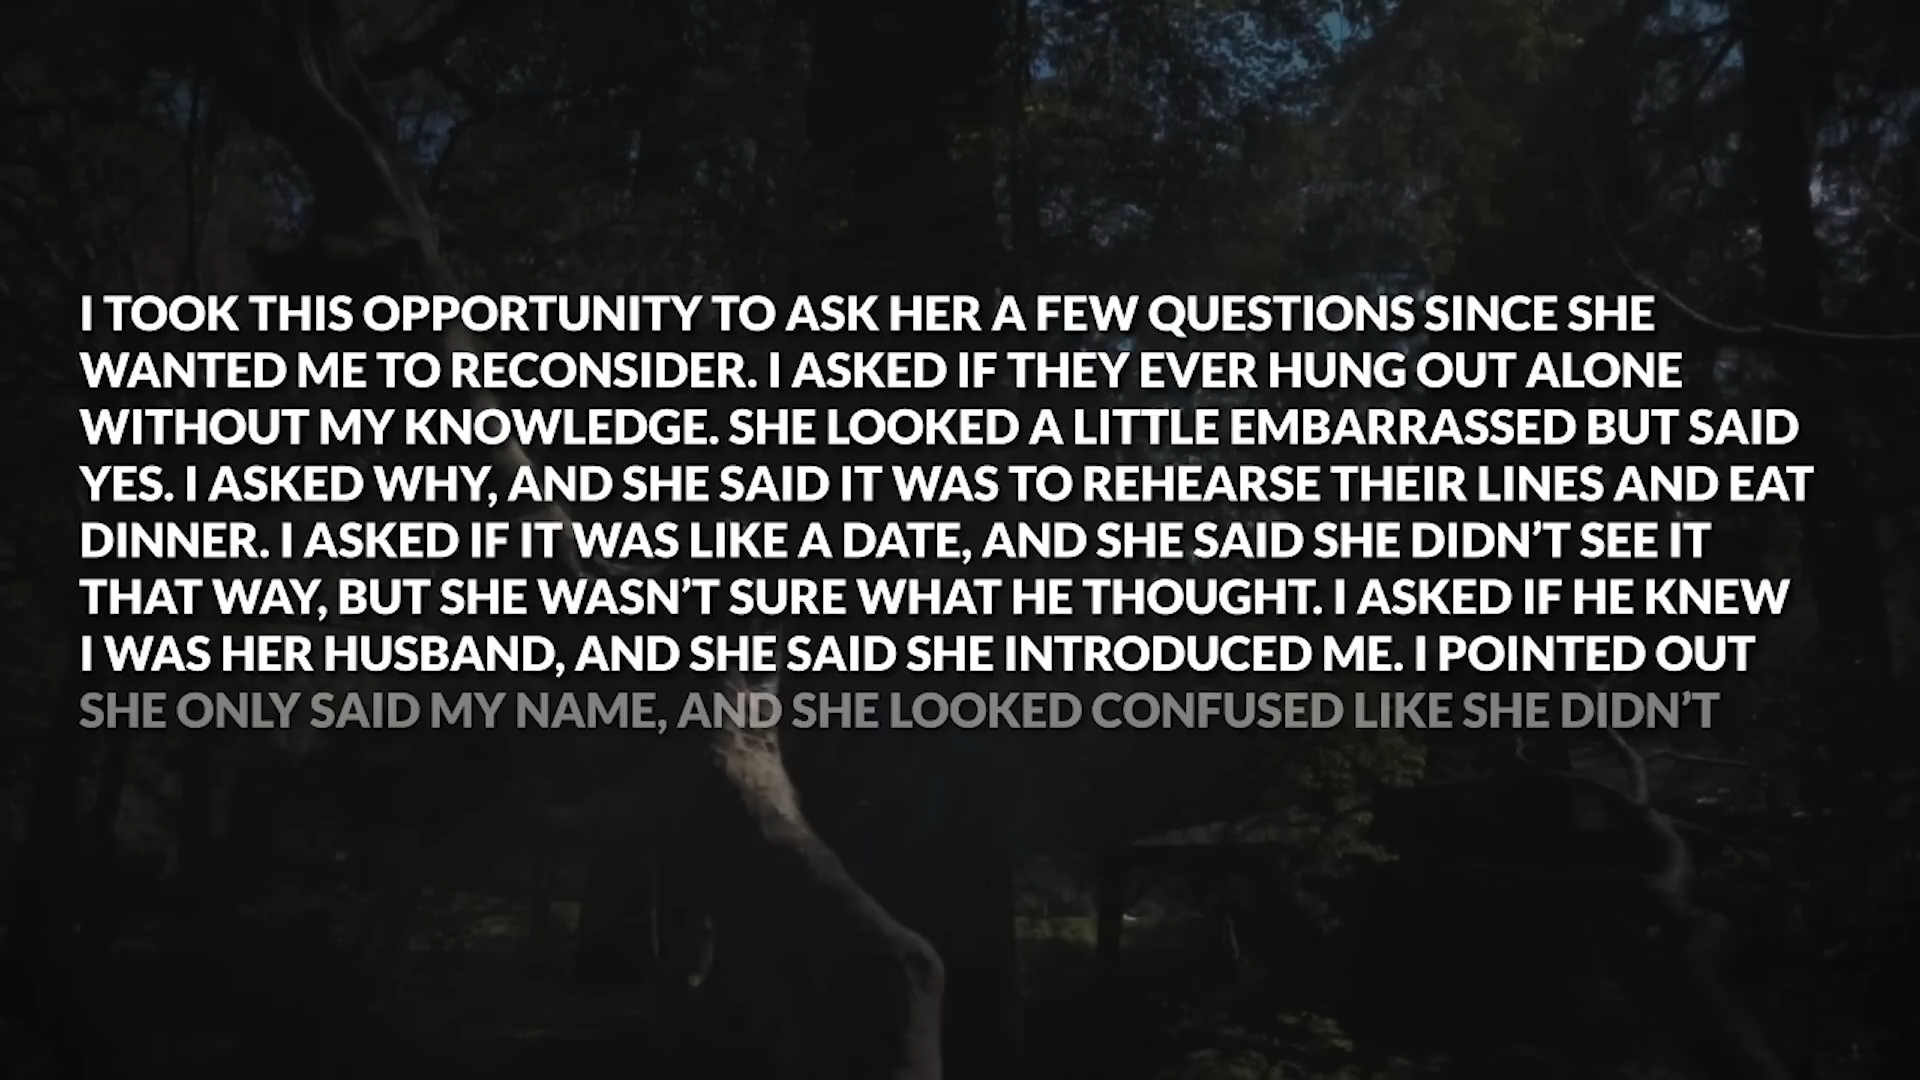 I TOOK THIS OPPORTUNITY TO ASK HER A FEW QUESTIONS SINCE SHE
WANTED ME TO RECONSIDER. I ASKED IF THEY EVER HUNG OUT ALONE
WITHOUT MY KNOWLEDGE. SHE LOOKED A LITTLE EMBARRASSED BUT SAID
YES. I ASKED WHY, AND SHE SAID IT WAS TO REHEARSE THEIR LINES AND EAT
DINNER. I ASKED IF IT WAS LIKE A DATE, AND SHE SAID SHE DIDN’T SEE IT
THAT WAY, BUT SHE WASN’T SURE WHAT HE THOUGHT. I ASKED IF HE KNEW
I WAS HER HUSBAND, AND SHE SAID SHE INTRODUCED ME. I POINTED OUT
SHE ONLY SAID MY NAME, AND SHE LOOKED CONFUSED LIKE SHE DIDN’T